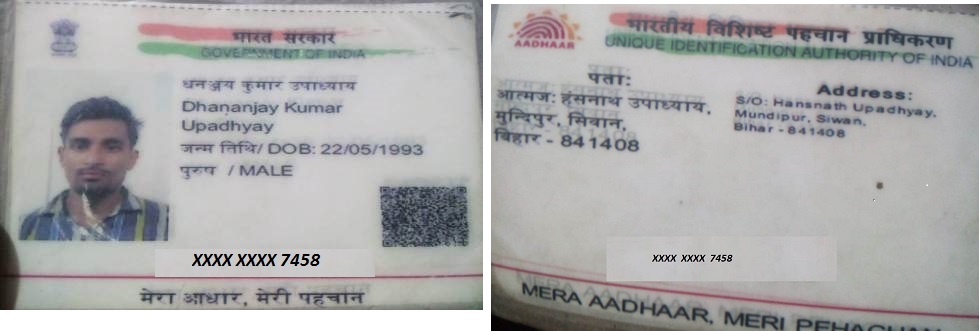 भारत सरकार
GOVERNMENT OF INDIA
धनञ्जय कुमार उपाध्याय
Dhananjay Kumar
Upadhyay
जन्म तिथि/ DOB: 22/05/1993
पुरुष / MALE
XXXX XXXX 7458
मेरा आधार, मेरी पहचान
AADHAAR
भारतीय विशिष्ट पहचान प्राधिकरण
UNIQUE IDENTIFICATION AUTHORITY OF INDIA
पता:
आत्मज: हंसनाथ उपाध्याय,
मुन्दिपुर, सिवान,
बिहार - 841408
Address:
S/O: Hansnath Upadhyay,
Mundipur, Siwan,
Bihar - 841408
XXXX XXXX 7458
MERA AADHAAR, MERI PEHACHAN